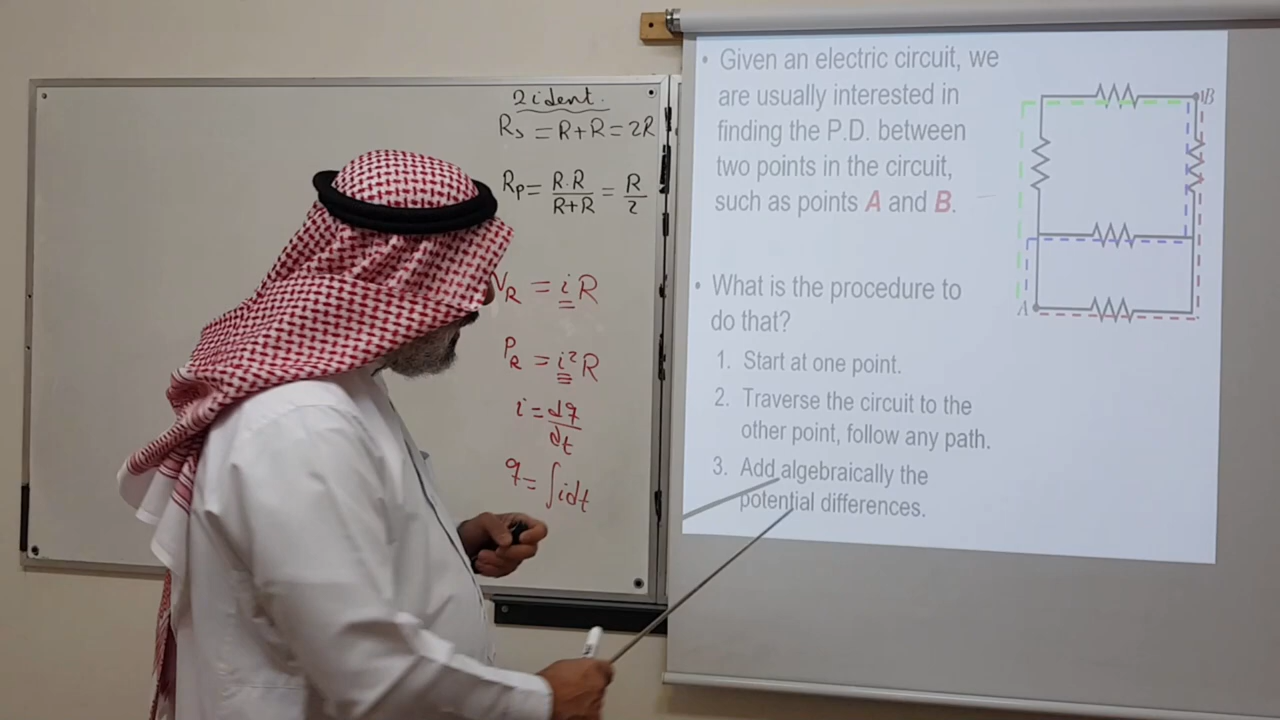 2 ident.
Rs = R+R = 2R
Rp = R.R/R+R = R/2
VR = iR
PR = i²R
i = dq/dt
q = ∫idt
• Given an electric circuit, we
are usually interested in
finding the P.D. between
two points in the circuit,
such as points A and B.
• What is the procedure to
do that?
1. Start at one point.
2. Traverse the circuit to the
other point, follow any path.
3. Add algebraically the
potential differences.
B
A